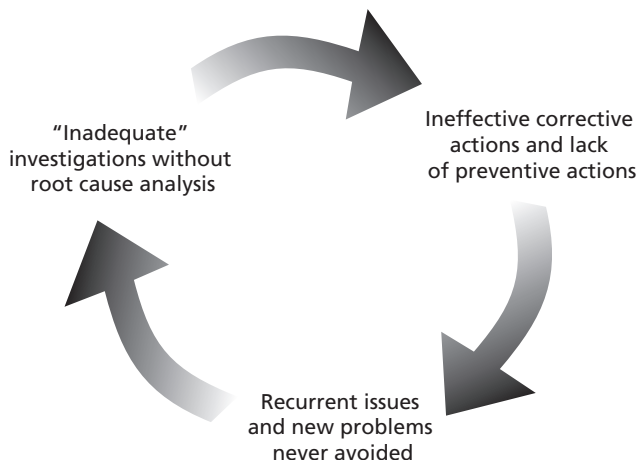 “Inadequate”
investigations without
root cause analysis
Ineffective corrective
actions and lack
of preventive actions
Recurrent issues
and new problems
never avoided